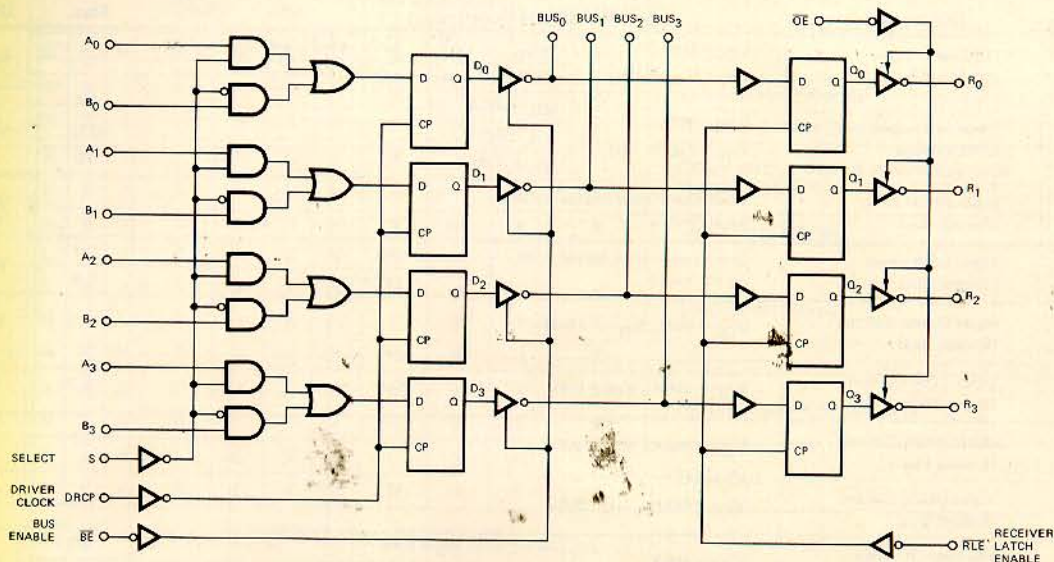 BUS0 BUS1 BUS2 BUS3
OE
A0
B0
D Q
CP
D0
D Q
CP
Q0
R0
A1
B1
D Q
CP
D1
D Q
CP
Q1
R1
A2
B2
D Q
CP
D2
D Q
CP
Q2
R2
A3
B3
D Q
CP
D3
D Q
CP
Q3
R3
SELECT S
DRIVER CLOCK DRCP
BUS ENABLE BE
RLE RECEIVER LATCH ENABLE